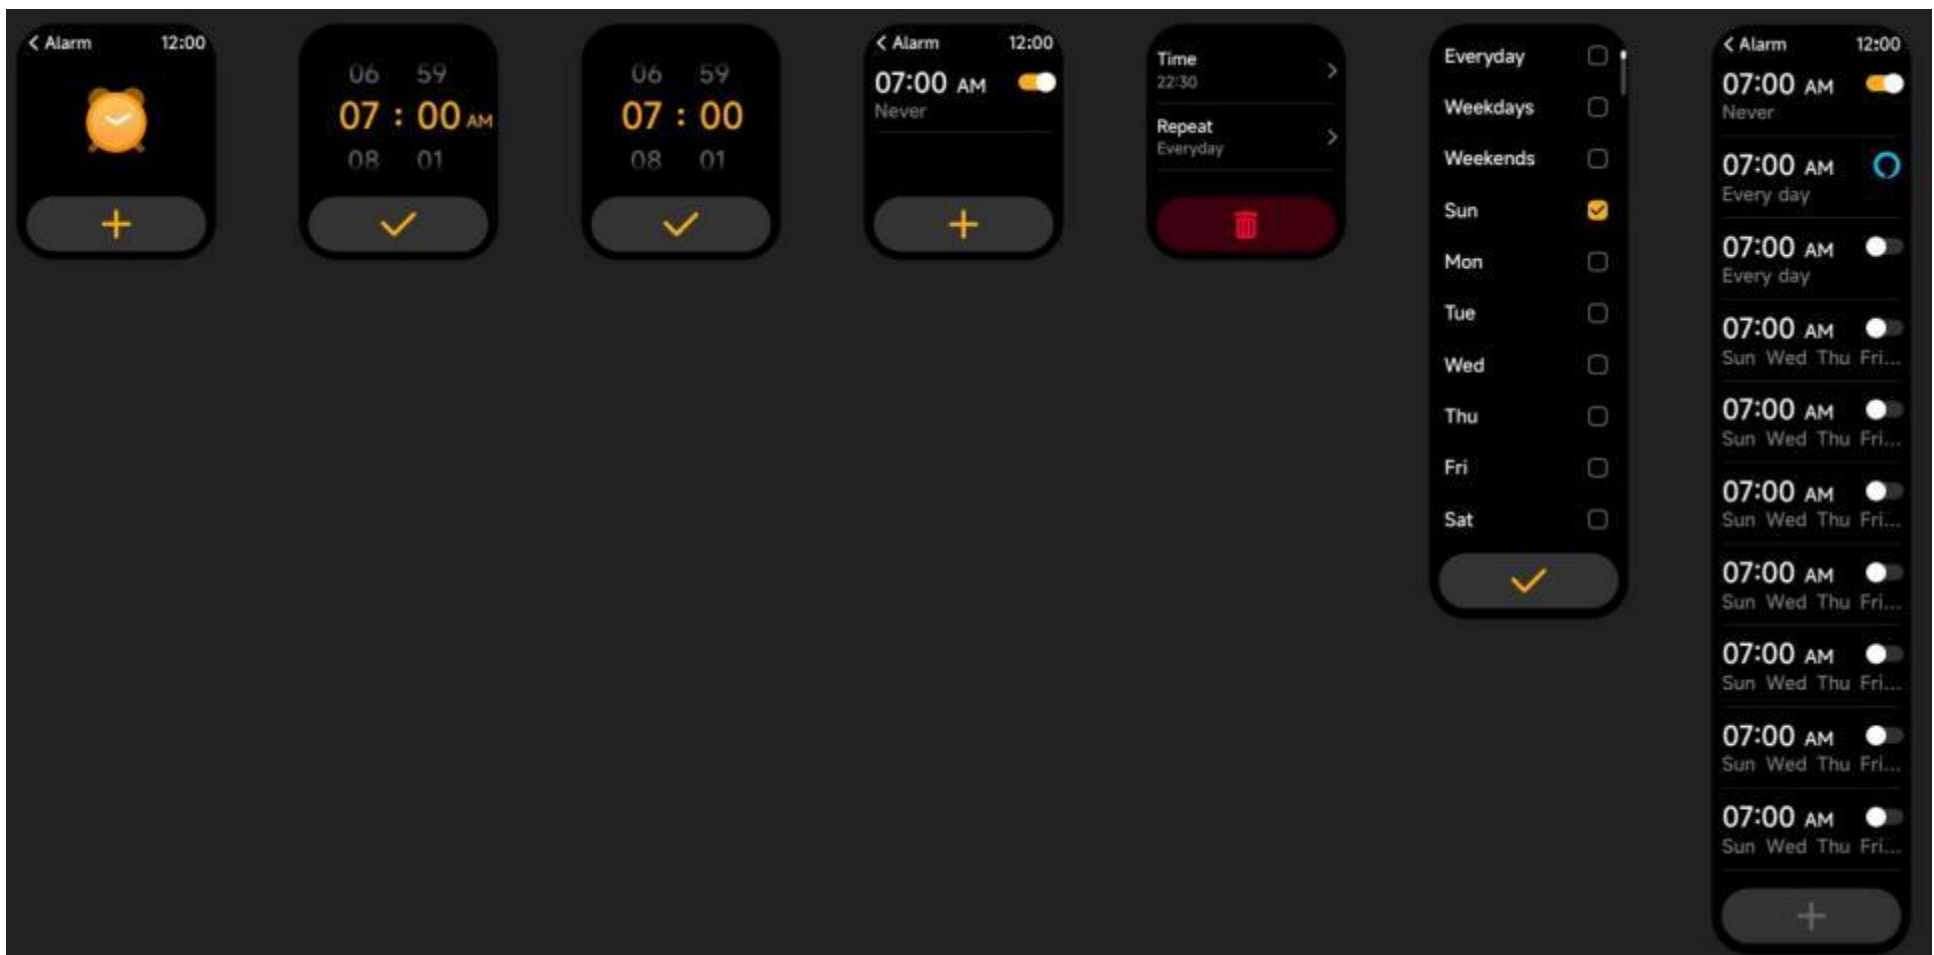 < Alarm 12:00
06 59
07 : 00 AM
08 01
06 59
07 : 00
08 01
< Alarm 12:00
07:00 AM
Never
Time
22:30
Repeat
Everyday
Everyday
Weekdays
Weekends
Sun
Mon
Tue
Wed
Thu
Fri
Sat
< Alarm 12:00
07:00 AM
Never
07:00 AM
Every day
07:00 AM
Every day
07:00 AM
Sun Wed Thu Fri...
07:00 AM
Sun Wed Thu Fri...
07:00 AM
Sun Wed Thu Fri...
07:00 AM
Sun Wed Thu Fri...
07:00 AM
Sun Wed Thu Fri...
07:00 AM
Sun Wed Thu Fri...
07:00 AM
Sun Wed Thu Fri...